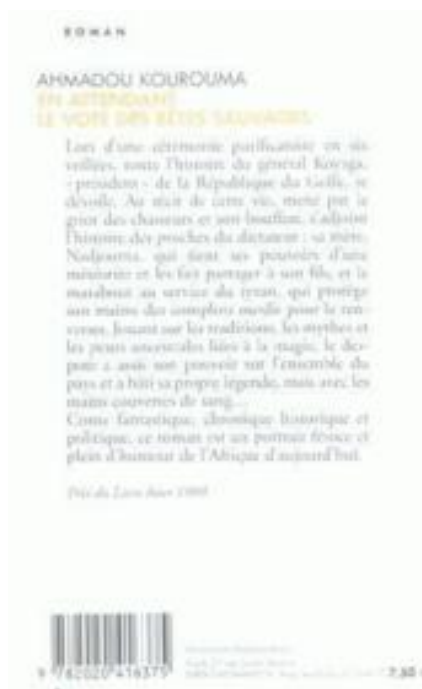 ROMAN
AHMADOU KOUROUMA
EN ATTENDANT
LE VOTE DES BÊTES SAUVAGES
Lors d'une cérémonie purificatoire en six
veillées, toute l'histoire du général Koyaga,
« président » de la République du Golfe, se
dévoile. Au récit de cette vie, mené par le
griot des chasseurs et son bouffon, s'adjoint
l'histoire des proches du dictateur : sa mère,
Nadjouma, qui tient ses pouvoirs d'une
météorite et les fait partager à son fils, et le
marabout au service du tyran, qui protège
son maître des complots ourdis pour le ren-
verser. Jouant sur les traditions, les mythes et
les peurs ancestrales liées à la magie, le des-
pote a assis son pouvoir sur l'ensemble du
pays et a bâti sa propre légende, mais avec les
mains couvertes de sang...
Conte fantastique, chronique historique et
politique, ce roman est un portrait féroce et
plein d'humour de l'Afrique d'aujourd'hui.
Prix du Livre Inter 1999
9 782020 416375
7,50